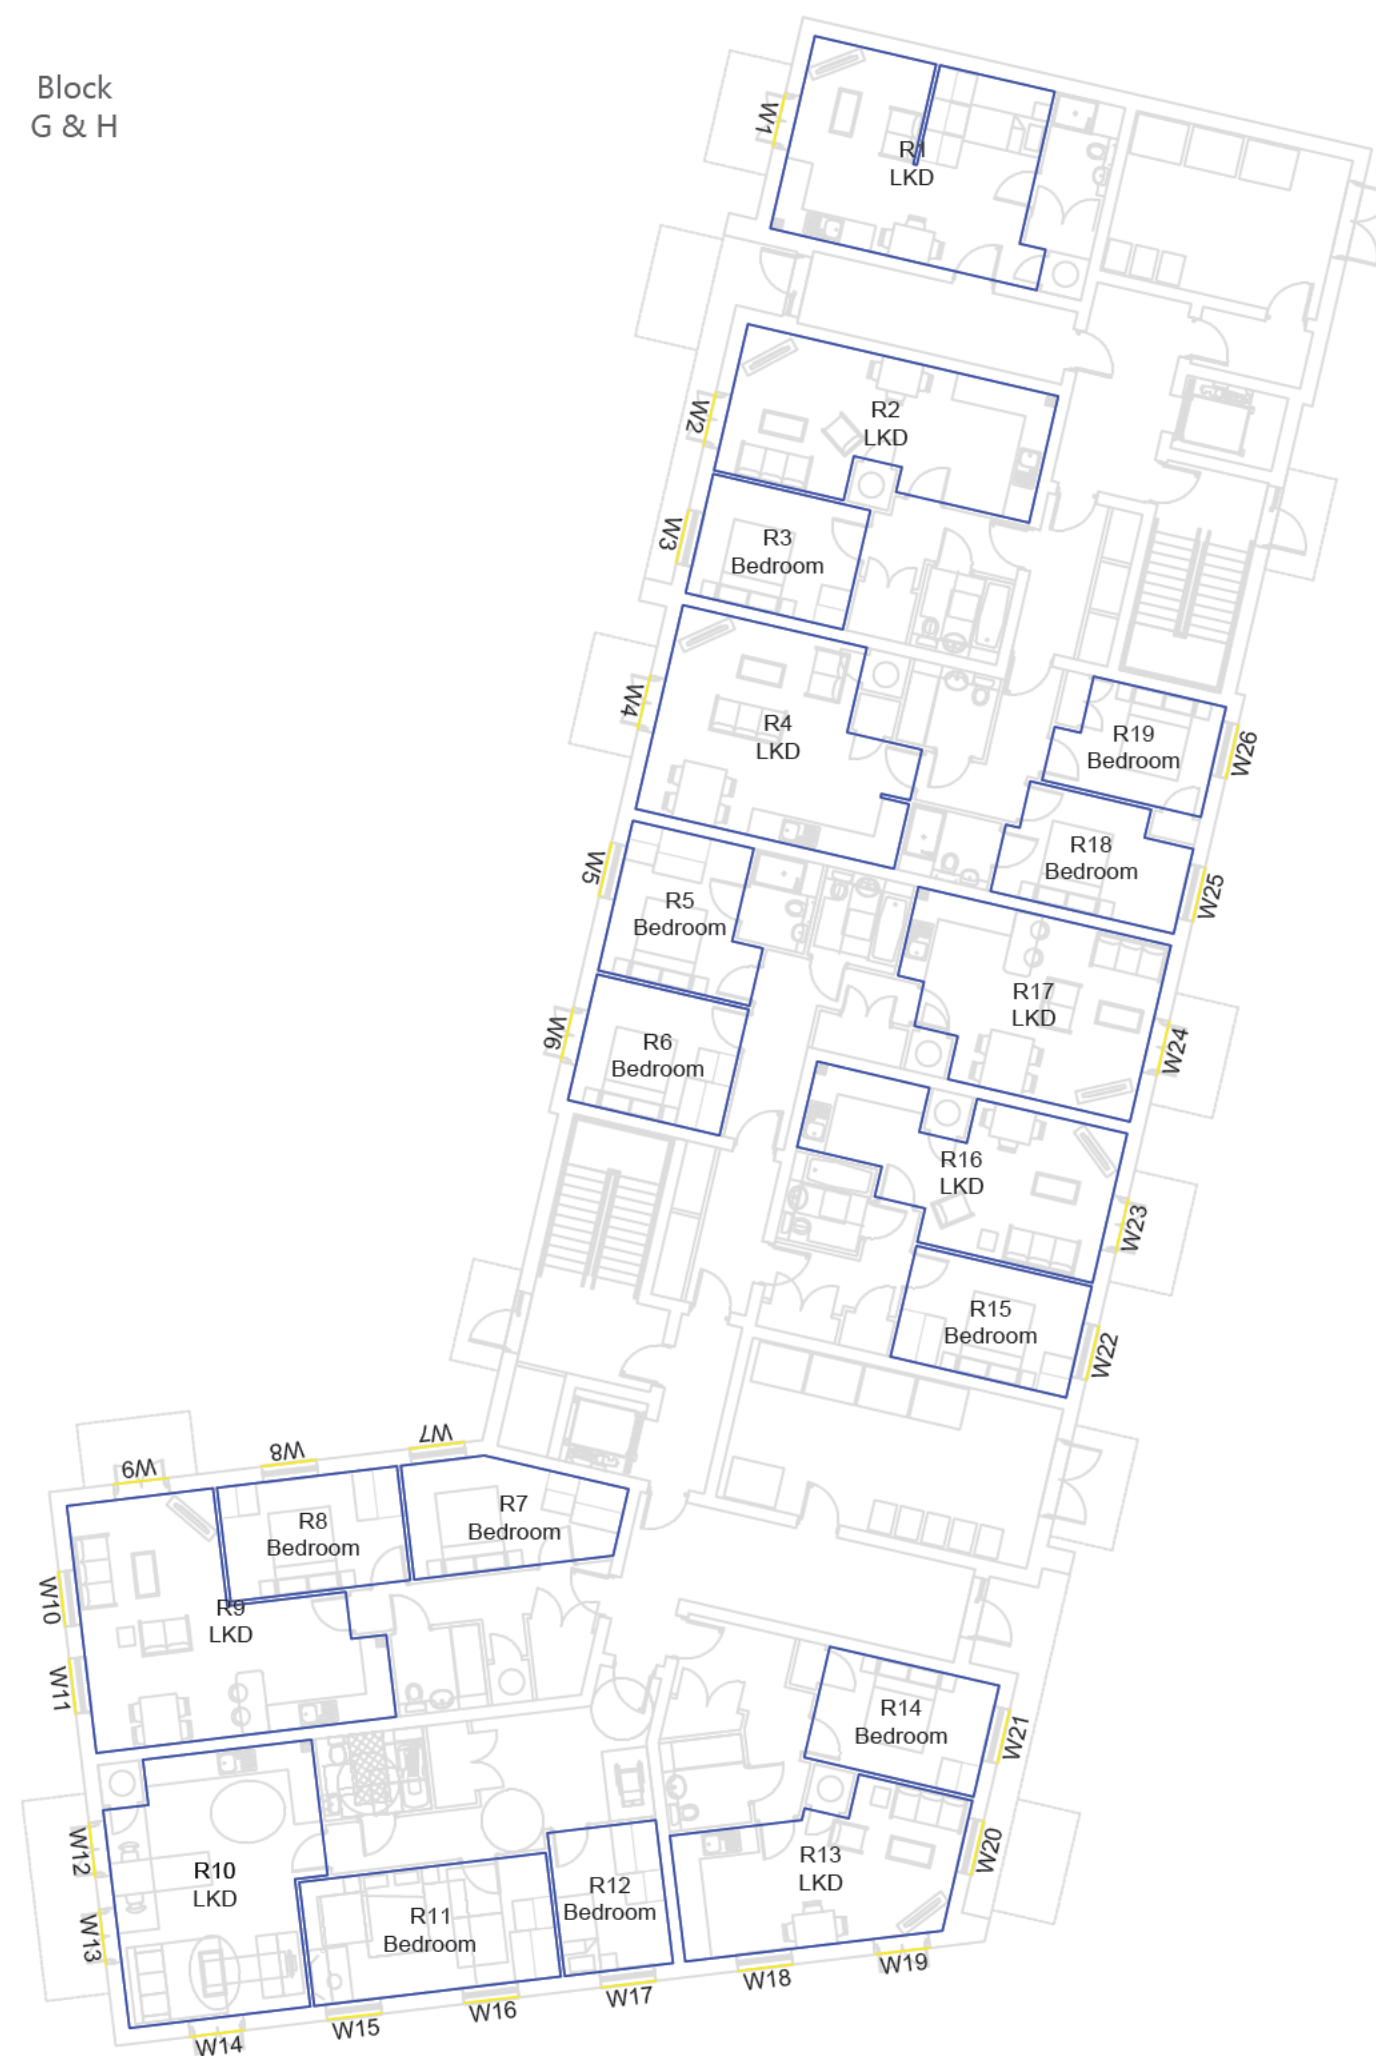 Block
G & H
W1
R1
LKD
W2
R2
LKD
W3
R3
Bedroom
W4
R4
LKD
R19
Bedroom
W26
W5
R18
Bedroom
W25
R5
Bedroom
R17
LKD
W6
R6
Bedroom
W24
R16
LKD
W23
R15
Bedroom
W22
W7
W8
W9
R7
Bedroom
R8
Bedroom
W10
R9
LKD
W11
R14
Bedroom
W21
W12
R10
LKD
R13
LKD
W20
W13
R11
Bedroom
R12
Bedroom
W19
W18
W17
W16
W15
W14